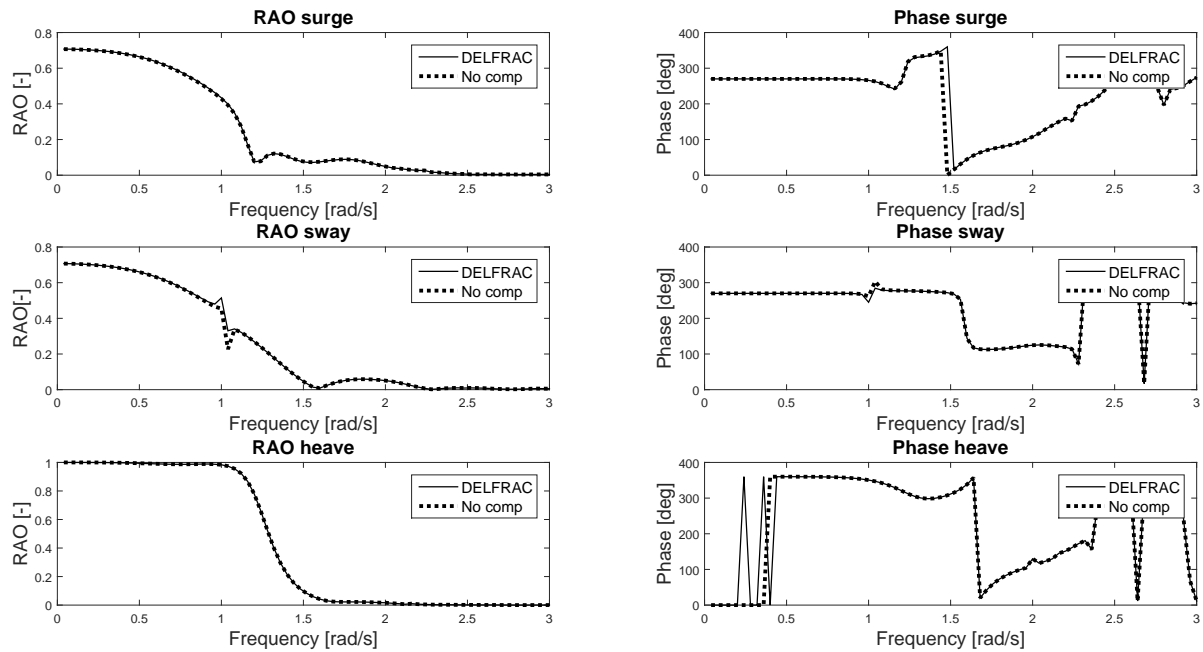 RAO surge
RAO [-]
0.8
0.6
0.4
0.2
0
0 0.5 1 1.5 2 2.5 3
Frequency [rad/s]
DELFRAC
No comp
Phase surge
Phase [deg]
400
300
200
100
0
0 0.5 1 1.5 2 2.5 3
Frequency [rad/s]
DELFRAC
No comp
RAO sway
RAO[-]
0.8
0.6
0.4
0.2
0
0 0.5 1 1.5 2 2.5 3
Frequency [rad/s]
DELFRAC
No comp
Phase sway
Phase [deg]
400
300
200
100
0
0 0.5 1 1.5 2 2.5 3
Frequency [rad/s]
DELFRAC
No comp
RAO heave
RAO [-]
1
0.8
0.6
0.4
0.2
0
0 0.5 1 1.5 2 2.5 3
Frequency [rad/s]
DELFRAC
No comp
Phase heave
Phase [deg]
400
300
200
100
0
0 0.5 1 1.5 2 2.5 3
Frequency [rad/s]
DELFRAC
No comp